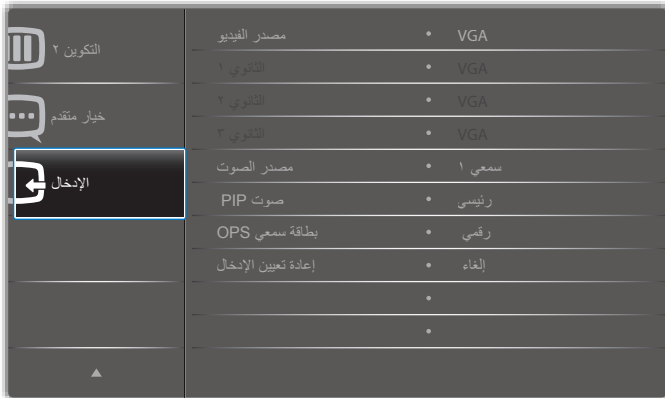 التكوين ٢
خيار متقدم
الإدخال
مصدر الفيديو • VGA
الثانوي ١ VGA
الثانوي ٢ VGA
الثانوي ٣ VGA
مصدر الصوت • سمعي ١
صوت PIP • رئيسي
بطاقة سمعي OPS • رقمي
إعادة تعيين الإدخال • إلغاء